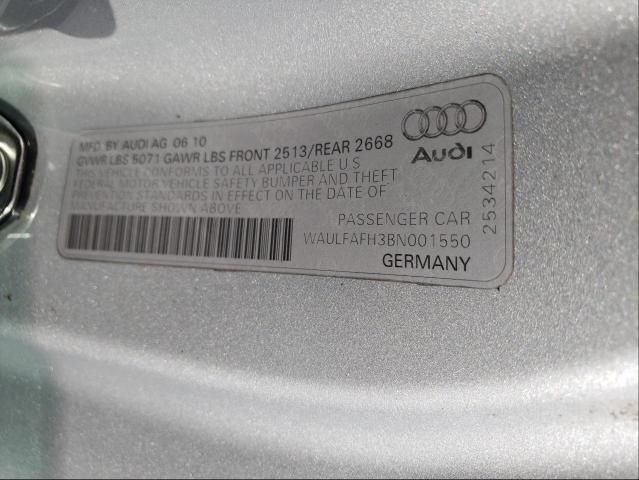 MFD BY AUDI AG 06 10
GVWR LBS 5071 GAWR LBS FRONT 2513/REAR 2668
THIS VEHICLE CONFORMS TO ALL APPLICABLE U S
FEDERAL MOTOR VEHICLE SAFETY BUMPER AND THEFT
PREVENTION STANDARDS IN EFFECT ON THE DATE OF
MANUFACTURE SHOWN ABOVE
Audi
PASSENGER CAR
WAULFAFH3BN001550
GERMANY
2534214